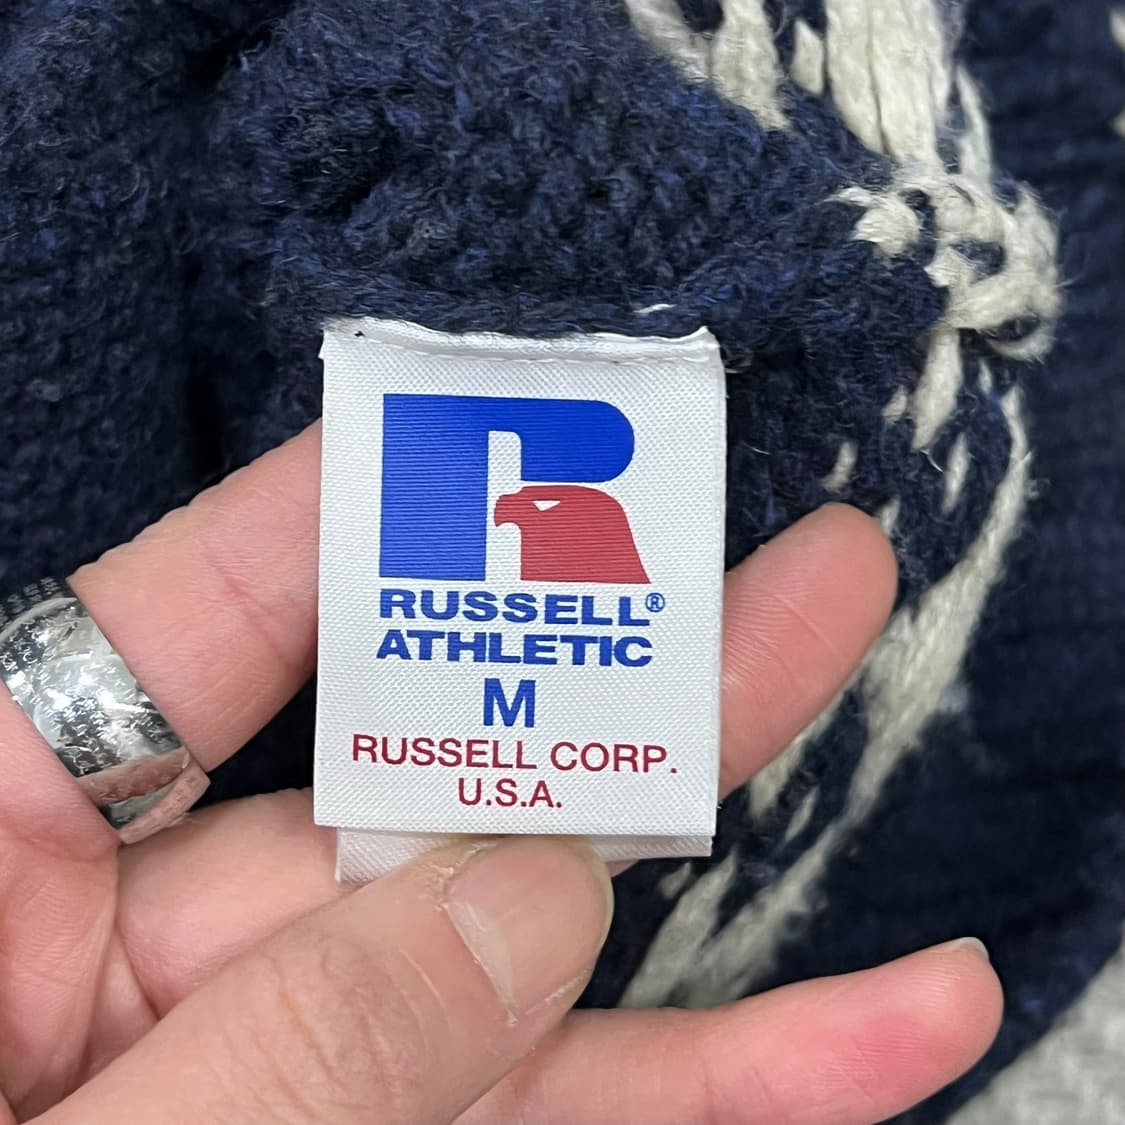 RUSSELL®
ATHLETIC
M
RUSSELL CORP.
U.S.A.